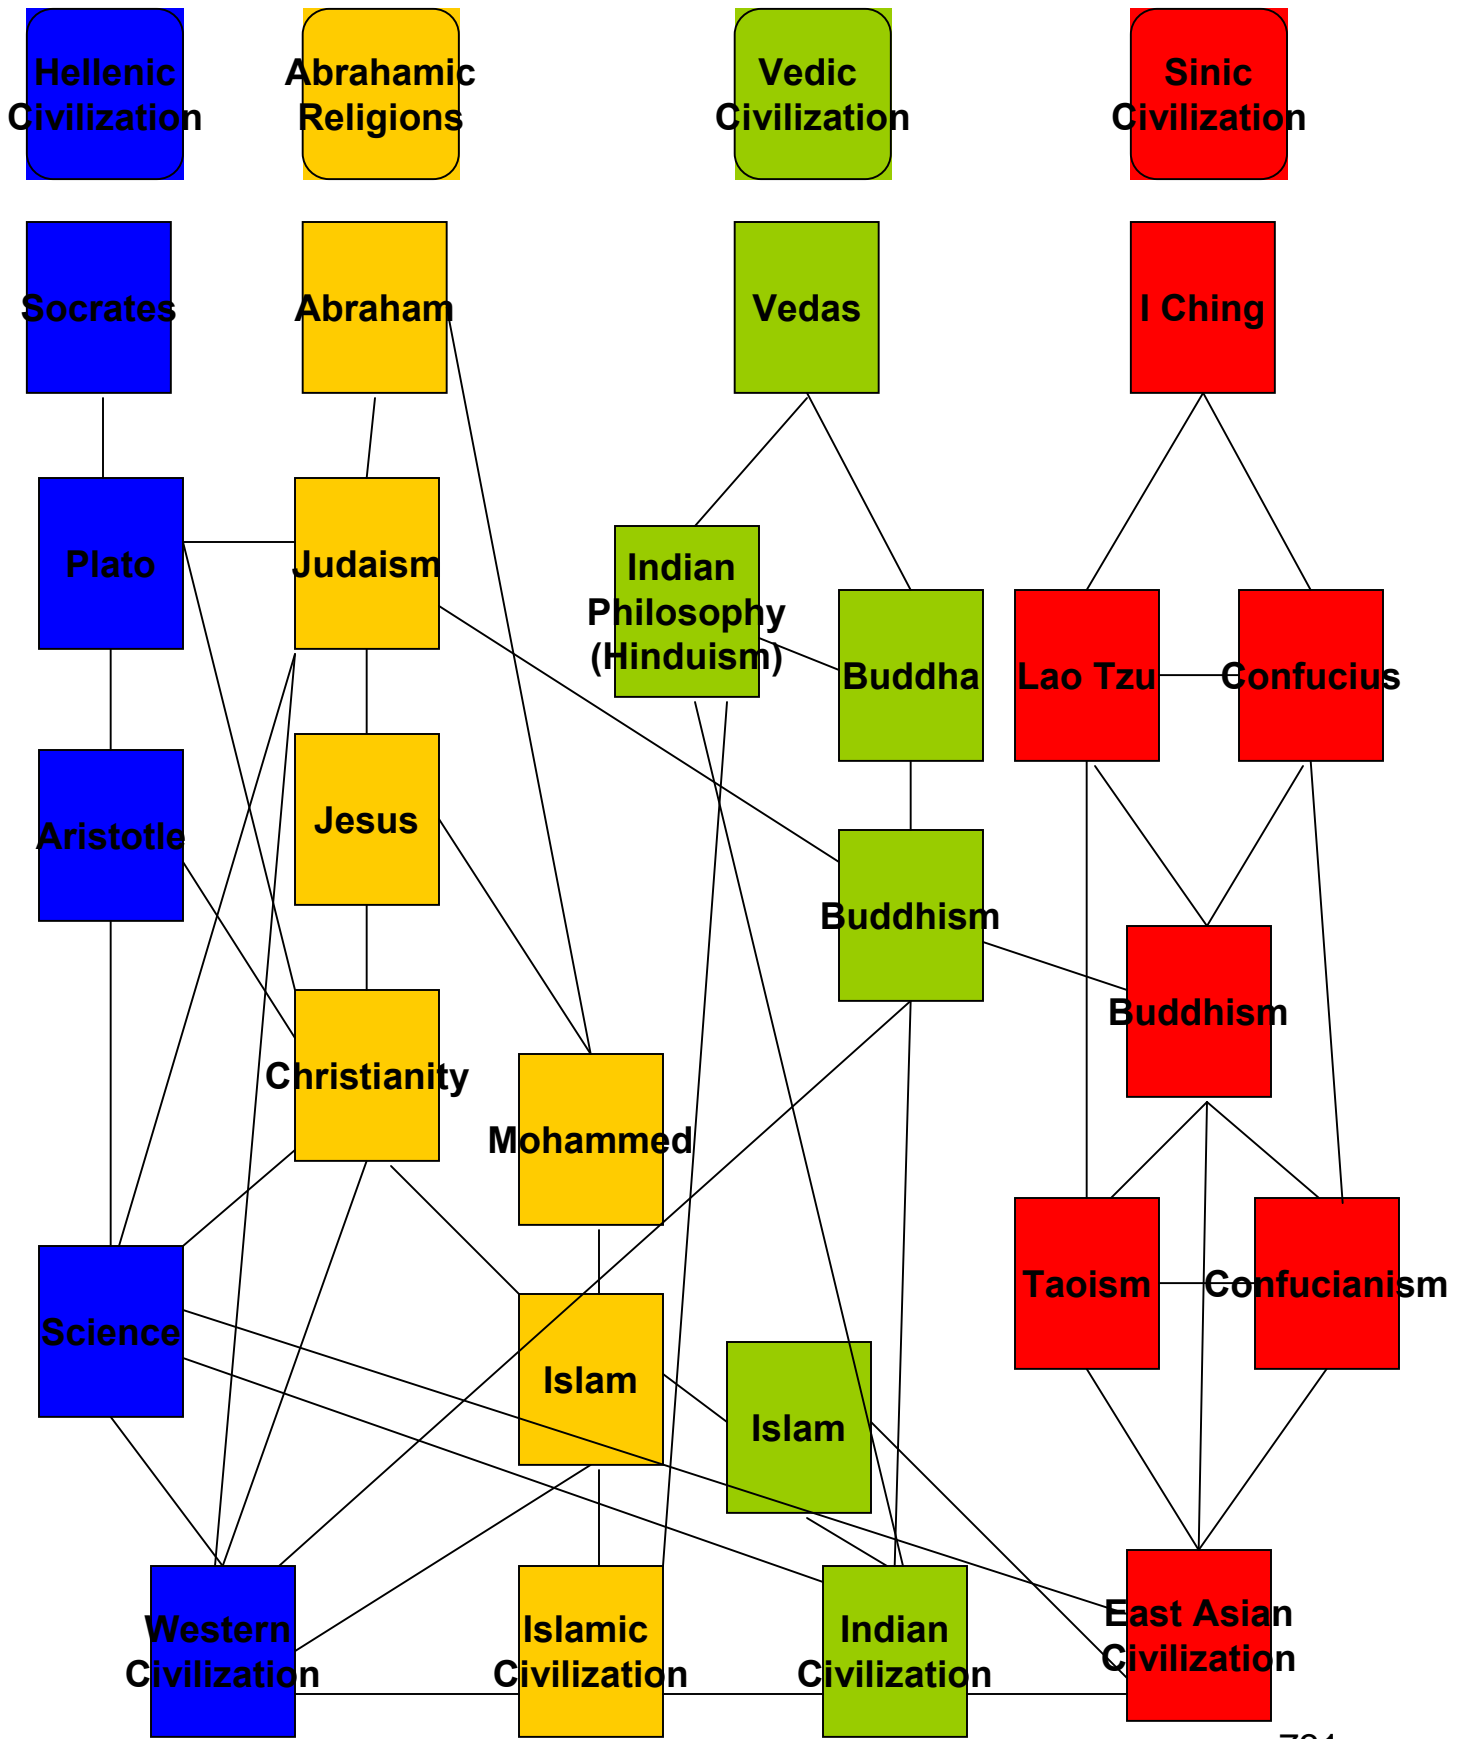 Hellenic
Civilization
Abrahamic
Religions
Vedic
Civilization
Sinic
Civilization
Socrates
Abraham
Vedas
I Ching
Plato
Judaism
Indian
Philosophy
(Hinduism)
Buddha
Lao Tzu
Confucius
Aristotle
Jesus
Buddhism
Buddhism
Christianity
Mohammed
Science
Islam
Islam
Taoism
Confucianism
Western
Civilization
Islamic
Civilization
Indian
Civilization
East Asian
Civilization